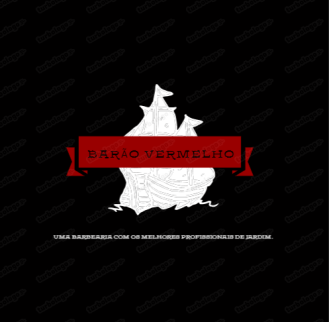 BARÃO VERMELHO
UMA BARBEARIA COM OS MELHORES PROFISSIONAIS DE JARDIM.